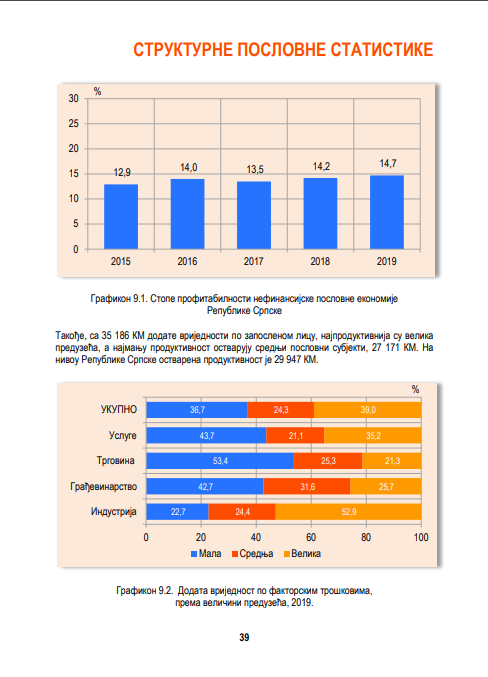 СТРУКТУРНЕ ПОСЛОВНЕ СТАТИСТИКЕ
%
30
25
20
15
10
5
0
12,9
14,0
13,5
14,2
14,7
2015
2016
2017
2018
2019
Графикон 9.1. Стопе профитабилности нефинансијске пословне економије
Републике Српске
Такође, са 35 186 КМ додате вриједности по запосленом лицу, најпродуктивнија су велика
предузећа, а најмању продуктивност остварују средњи пословни субјекти, 27 171 КМ. На
нивоу Републике Српске остварена продуктивност је 29 947 КМ.
%
УКУПНО 36,7 24,3 39,0
Услуге 43,7 21,1 35,2
Трговина 53,4 25,3 21,3
Грађевинарство 42,7 31,6 25,7
Индустрија 22,7 24,4 52,9
0 20 40 60 80 100
Мала Средња Велика
Графикон 9.2. Додата вриједност по факторским трошковима,
према величини предузећа, 2019.
39